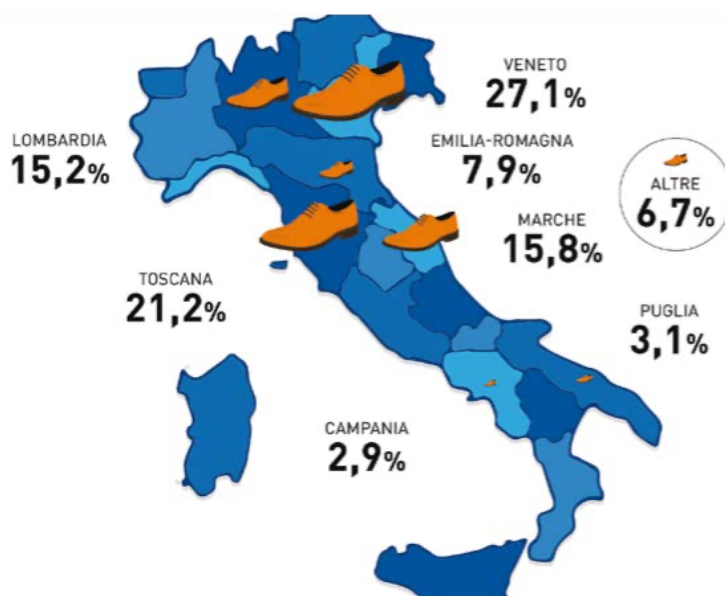 VENETO
27,1%
LOMBARDIA
15,2%
EMILIA-ROMAGNA
7,9%
ALTRE
6,7%
MARCHE
15,8%
TOSCANA
21,2%
PUGLIA
3,1%
CAMPANIA
2,9%